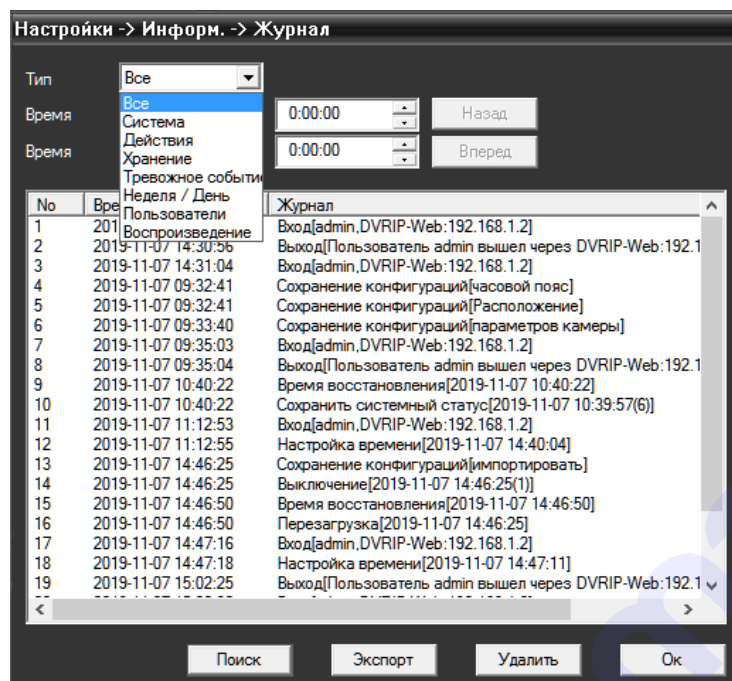 Настройки -> Информ. -> Журнал
Тип Все
Все
Система
Действия
Хранение
Тревожное событи
Неделя / День
Пользователи
Воспроизведение
Время 0:00:00 Назад
Время 0:00:00 Вперед
No Вре Журнал
1 201 Вход[admin,DVRIP-Web:192.168.1.2]
2 2019-11-07 14:30:56 Выход[Пользователь admin вышел через DVRIP-Web:192.1
3 2019-11-07 14:31:04 Вход[admin,DVRIP-Web:192.168.1.2]
4 2019-11-07 09:32:41 Сохранение конфигураций[часовой пояс]
5 2019-11-07 09:32:41 Сохранение конфигураций[Расположение]
6 2019-11-07 09:33:40 Сохранение конфигураций[параметров камеры]
7 2019-11-07 09:35:03 Вход[admin,DVRIP-Web:192.168.1.2]
8 2019-11-07 09:35:04 Выход[Пользователь admin вышел через DVRIP-Web:192.1
9 2019-11-07 10:40:22 Время восстановления[2019-11-07 10:40:22]
10 2019-11-07 10:40:22 Сохранить системный статус[2019-11-07 10:39:57(6)]
11 2019-11-07 11:12:53 Вход[admin,DVRIP-Web:192.168.1.2]
12 2019-11-07 11:12:55 Настройка времени[2019-11-07 14:40:04]
13 2019-11-07 14:46:25 Сохранение конфигураций[импортировать]
14 2019-11-07 14:46:25 Выключение[2019-11-07 14:46:25(1)]
15 2019-11-07 14:46:50 Время восстановления[2019-11-07 14:46:50]
16 2019-11-07 14:46:50 Перезагрузка[2019-11-07 14:46:25]
17 2019-11-07 14:47:16 Вход[admin,DVRIP-Web:192.168.1.2]
18 2019-11-07 14:47:18 Настройка времени[2019-11-07 14:47:11]
19 2019-11-07 15:02:25 Выход[Пользователь admin вышел через DVRIP-Web:192.1
Поиск Экспорт Удалить Ок